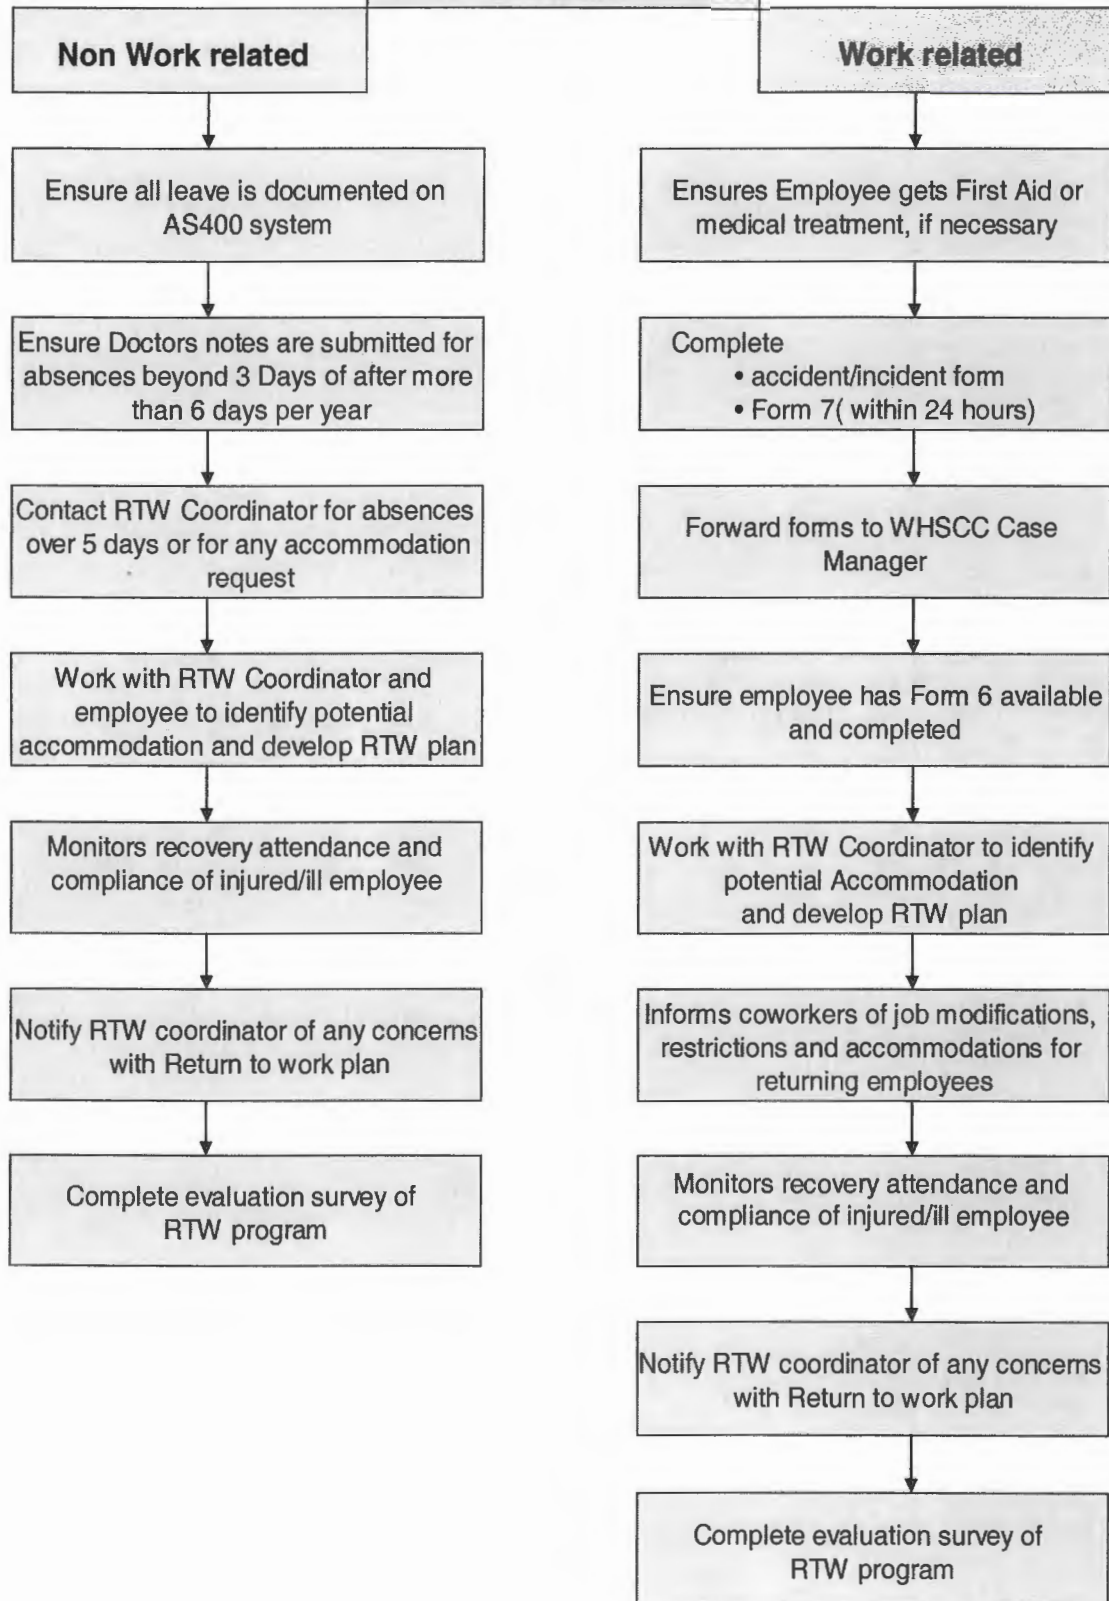 Non Work related
Ensure all leave is documented on
AS400 system
Ensure Doctors notes are submitted for
absences beyond 3 Days of after more
than 6 days per year
Contact RTW Coordinator for absences
over 5 days or for any accommodation
request
Work with RTW Coordinator and
employee to identify potential
accommodation and develop RTW plan
Monitors recovery attendance and
compliance of injured/ill employee
Notify RTW coordinator of any concerns
with Return to work plan
Complete evaluation survey of
RTW program
Work related
Ensures Employee gets First Aid or
medical treatment, if necessary
Complete
• accident/incident form
• Form 7( within 24 hours)
Forward forms to WHSCC Case
Manager
Ensure employee has Form 6 available
and completed
Work with RTW Coordinator to identify
potential Accommodation
and develop RTW plan
Informs coworkers of job modifications,
restrictions and accommodations for
returning employees
Monitors recovery attendance and
compliance of injured/ill employee
Notify RTW coordinator of any concerns
with Return to work plan
Complete evaluation survey of
RTW program